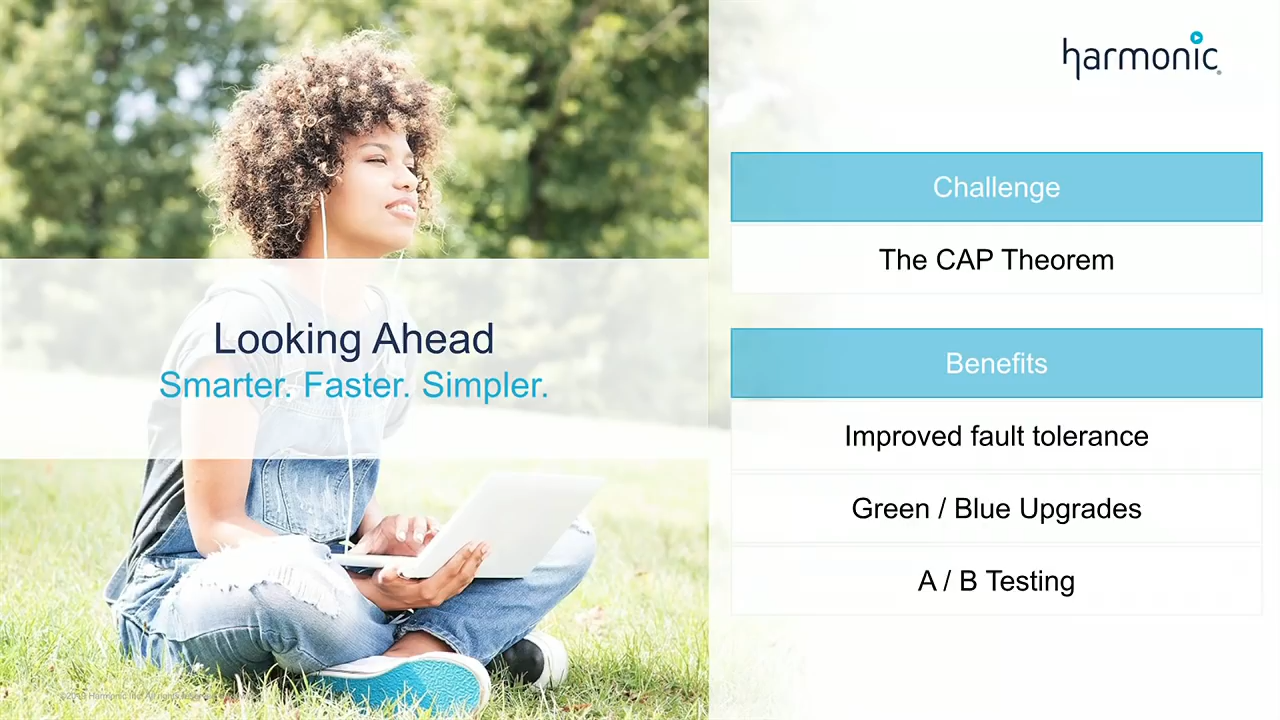 harmonic
Looking Ahead
Smarter. Faster. Simpler.
Challenge
The CAP Theorem
Benefits
Improved fault tolerance
Green / Blue Upgrades
A / B Testing